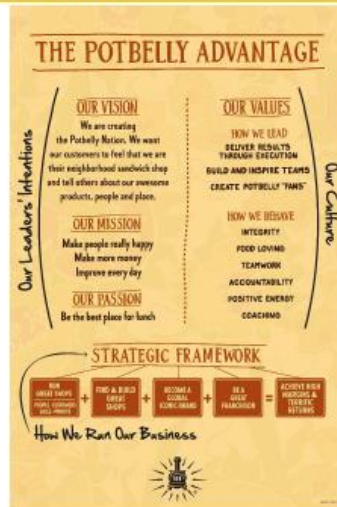 THE POTBELLY ADVANTAGE
Our Leaders' Intentions
OUR VISION
We are creating
the Potbelly Nation. We want
our customers to feel that we are
their neighborhood sandwich shop
and tell others about our awesome
products, people and place.
OUR MISSION
Make people really happy
Make more money
Improve every day
OUR PASSION
Be the best place for lunch
OUR VALUES
HOW WE LEAD
DELIVER RESULTS
THROUGH EXECUTION
BUILD AND INSPIRE TEAMS
CREATE POTBELLY "FANS"
HOW WE BEHAVE
INTEGRITY
FOOD LOVING
TEAMWORK
ACCOUNTABILITY
POSITIVE ENERGY
COACHING
Our Culture
STRATEGIC FRAMEWORK
RUN
GREAT SHOPS
+
FIND & BUILD
GREAT
SHOPS
+
BECOME A
GLOBAL
ICONIC BRAND
+
BE A
GREAT
FRANCHISOR
=
ACHIEVE HIGH
MARGINS &
TERRIFIC
RETURNS
How We Run Our Business